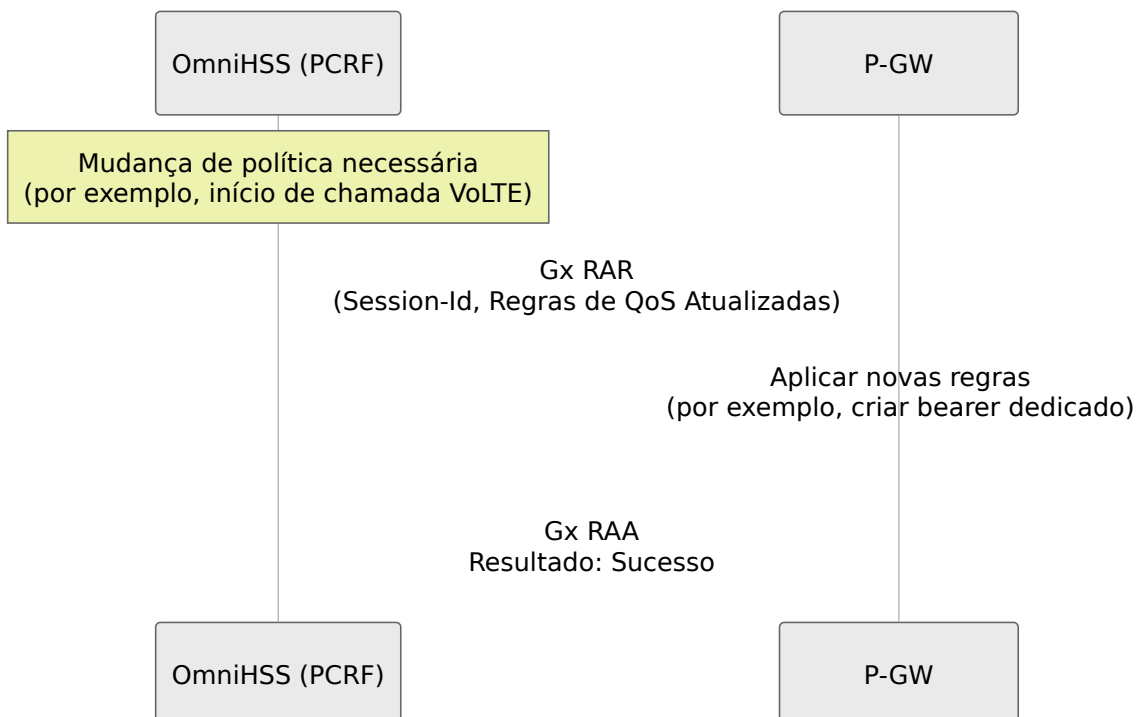 OmniHSS (PCRF)
P-GW
Mudança de política necessária
(por exemplo, início de chamada VoLTE)
Gx RAR
(Session-Id, Regras de QoS Atualizadas)
Aplicar novas regras
(por exemplo, criar bearer dedicado)
Gx RAA
Resultado: Sucesso
OmniHSS (PCRF)
P-GW